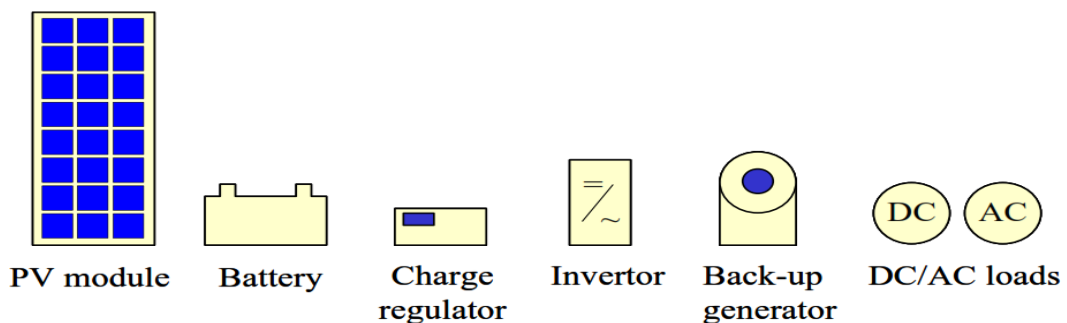 DC AC
PV module Battery Charge regulator Invertor Back-up generator DC/AC loads